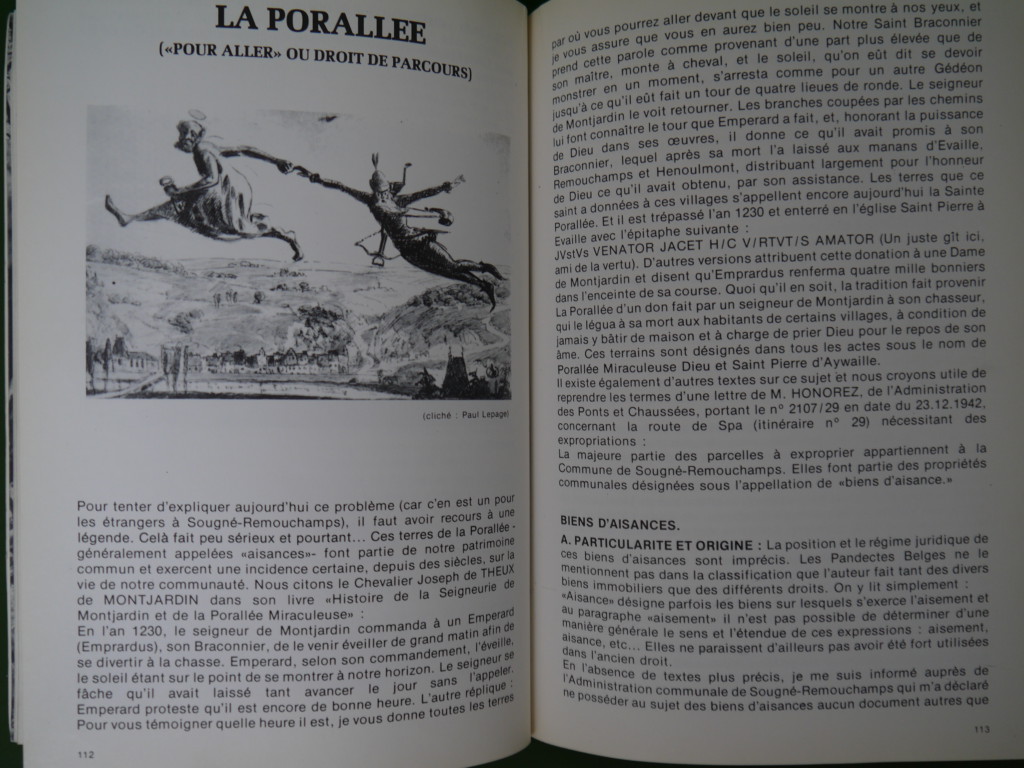 LA PORALLEE
(«POUR ALLER» OU DROIT DE PARCOURS)
(cliché : Paul Lepage)
Pour tenter d'expliquer aujourd'hui ce problème (car c'en est un pour
les étrangers à Sougné-Remouchamps), il faut avoir recours à une
légende. Celà fait peu sérieux et pourtant... Ces terres de la Porallée -
généralement appelées «aisances»- font partie de notre patrimoine
commun et exercent une incidence certaine, depuis des siècles, sur la
vie de notre communauté. Nous citons le Chevalier Joseph de THEUX
de MONTJARDIN dans son livre «Histoire de la Seigneurie de
Montjardin et de la Porallée Miraculeuse» :
En l'an 1230, le seigneur de Montjardin commanda à un Emperard
(Emprardus), son Braconnier, de le venir éveiller de grand matin afin de
se divertir à la chasse. Emperard, selon son commandement, l'éveille,
le soleil étant sur le point de se montrer à notre horizon. Le seigneur se
fâche qu'il avait laissé tant avancer le jour sans l'appeler.
Emperard proteste qu'il est encore de bonne heure. L'autre réplique :
Pour vous témoigner quelle heure il est, je vous donne toutes les terres
112
par où vous pourrez aller devant que le soleil se montre à nos yeux, et
je vous assure que vous en aurez bien peu. Notre Saint Braconnier
prend cette parole comme provenant d'une part plus élevée que de
son maître, monte à cheval, et le soleil, qu'on eût dit se devoir
monstrer en un moment, s'arresta comme pour un autre Gédéon
jusqu'à ce qu'il eût fait un tour de quatre lieues de ronde. Le seigneur
de Montjardin le voit retourner. Les branches coupées par les chemins
lui font connaître le tour que Emperard a fait, et, honorant la puissance
de Dieu dans ses œuvres, il donne ce qu'il avait promis à son
Braconnier, lequel après sa mort l'a laissé aux manans d'Evaille,
Remouchamps et Henoulmont, distribuant largement pour l'honneur
de Dieu ce qu'il avait obtenu, par son assistance. Les terres que ce
saint a données à ces villages s'appellent encore aujourd'hui la Sainte
Porallée. Et il est trépassé l'an 1230 et enterré en l'église Saint Pierre à
Evaille avec l'épitaphe suivante :
JVstVs VENATOR JACET H/C V/RTVT/S AMATOR (Un juste gît ici,
ami de la vertu). D'autres versions attribuent cette donation à une Dame
de Montjardin et disent qu'Emprardus renferma quatre mille bonniers
dans l'enceinte de sa course. Quoi qu'il en soit, la tradition fait provenir
La Porallée d'un don fait par un seigneur de Montjardin à son chasseur,
qui le légua à sa mort aux habitants de certains villages, à condition de
jamais y bâtir de maison et à charge de prier Dieu pour le repos de son
âme. Ces terrains sont désignés dans tous les actes sous le nom de
Porallée Miraculeuse Dieu et Saint Pierre d'Aywaille.
Il existe également d'autres textes sur ce sujet et nous croyons utile de
reprendre les termes d'une lettre de M. HONOREZ, de l'Administration
des Ponts et Chaussées, portant le nº 2107/29 en date du 23.12.1942,
concernant la route de Spa (itinéraire nº 29) nécessitant des
expropriations :
La majeure partie des parcelles à exproprier appartiennent à la
Commune de Sougné-Remouchamps. Elles font partie des propriétés
communales désignées sous l'appellation de «biens d'aisance.»
BIENS D'AISANCES.
A. PARTICULARITE ET ORIGINE : La position et le régime juridique de
ces biens d'aisances sont imprécis. Les Pandectes Belges ne le
mentionnent pas dans la classification que l'auteur fait tant des divers
biens immobiliers que des différents droits. On y lit simplement :
«Aisance» désigne parfois les biens sur lesquels s'exerce l'aisement et
au paragraphe «aisement» il n'est pas possible de déterminer d'une
manière générale le sens et l'étendue de ces expressions : aisement,
aisance, etc... Elles ne paraissent d'ailleurs pas avoir été fort utilisées
dans l'ancien droit.
En l'absence de textes plus précis, je me suis informé auprès de
l'Administration communale de Sougné-Remouchamps qui m'a déclaré
ne posséder au sujet des biens d'aisances aucun document autres que
113